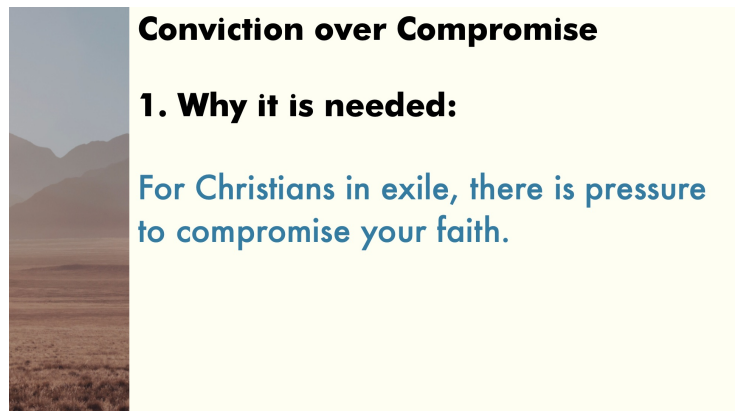 Conviction over Compromise
1. Why it is needed:
For Christians in exile, there is pressure
to compromise your faith.